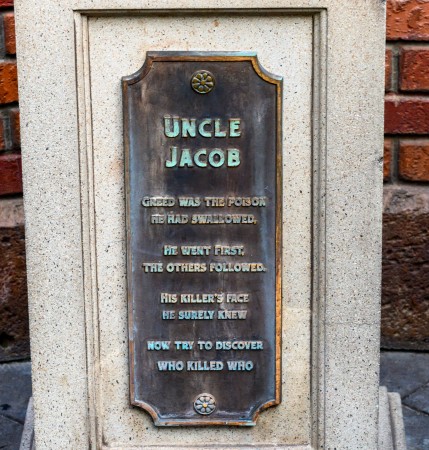 UNCLE
JACOB
GREED WAS THE POISON
HE HAD SWALLOWED,
HE WENT FIRST,
THE OTHERS FOLLOWED.
HIS KILLER'S FACE
HE SURELY KNEW
NOW TRY TO DISCOVER
WHO KILLED WHO